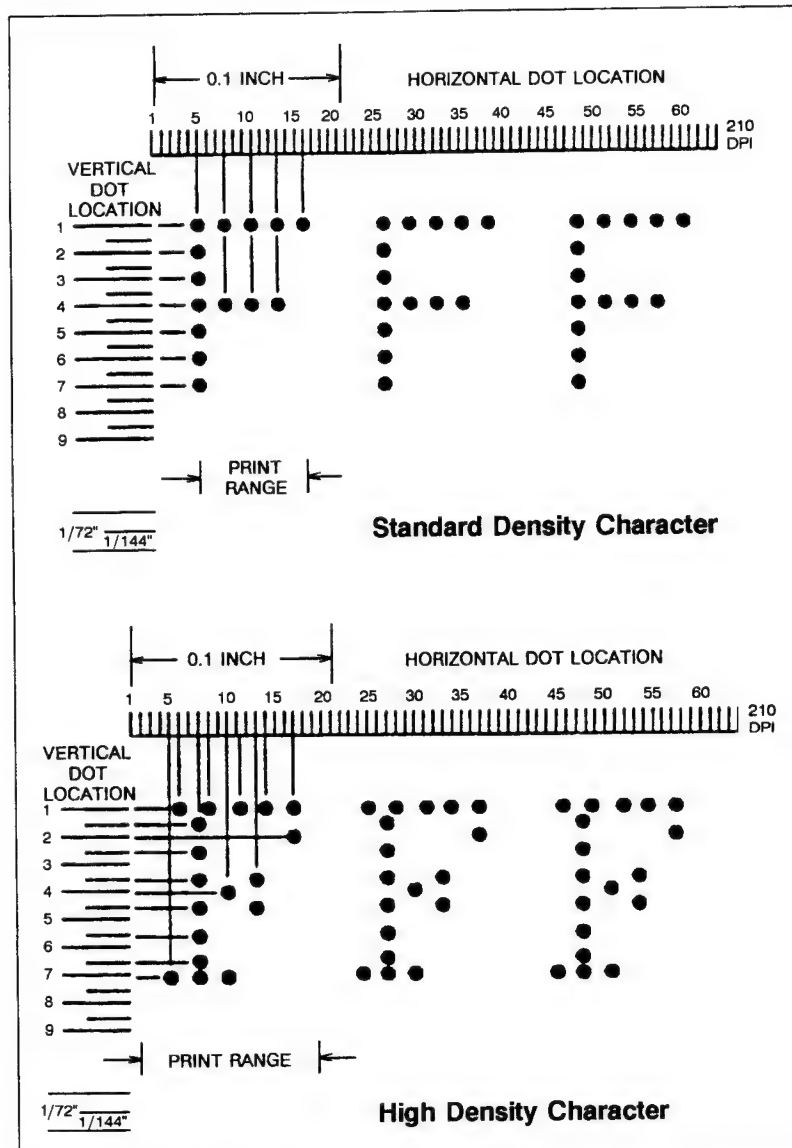 0.1 INCH HORIZONTAL DOT LOCATION
1 5 10 15 20 25 30 35 40 45 50 55 60 210
DPI
VERTICAL
DOT
LOCATION
1
2
3
4
5
6
7
8
9
PRINT
RANGE
1/72" 1/144"
Standard Density Character
0.1 INCH HORIZONTAL DOT LOCATION
1 5 10 15 20 25 30 35 40 45 50 55 60 210
DPI
VERTICAL
DOT
LOCATION
1
2
3
4
5
6
7
8
9
PRINT RANGE
1/72" 1/144"
High Density Character